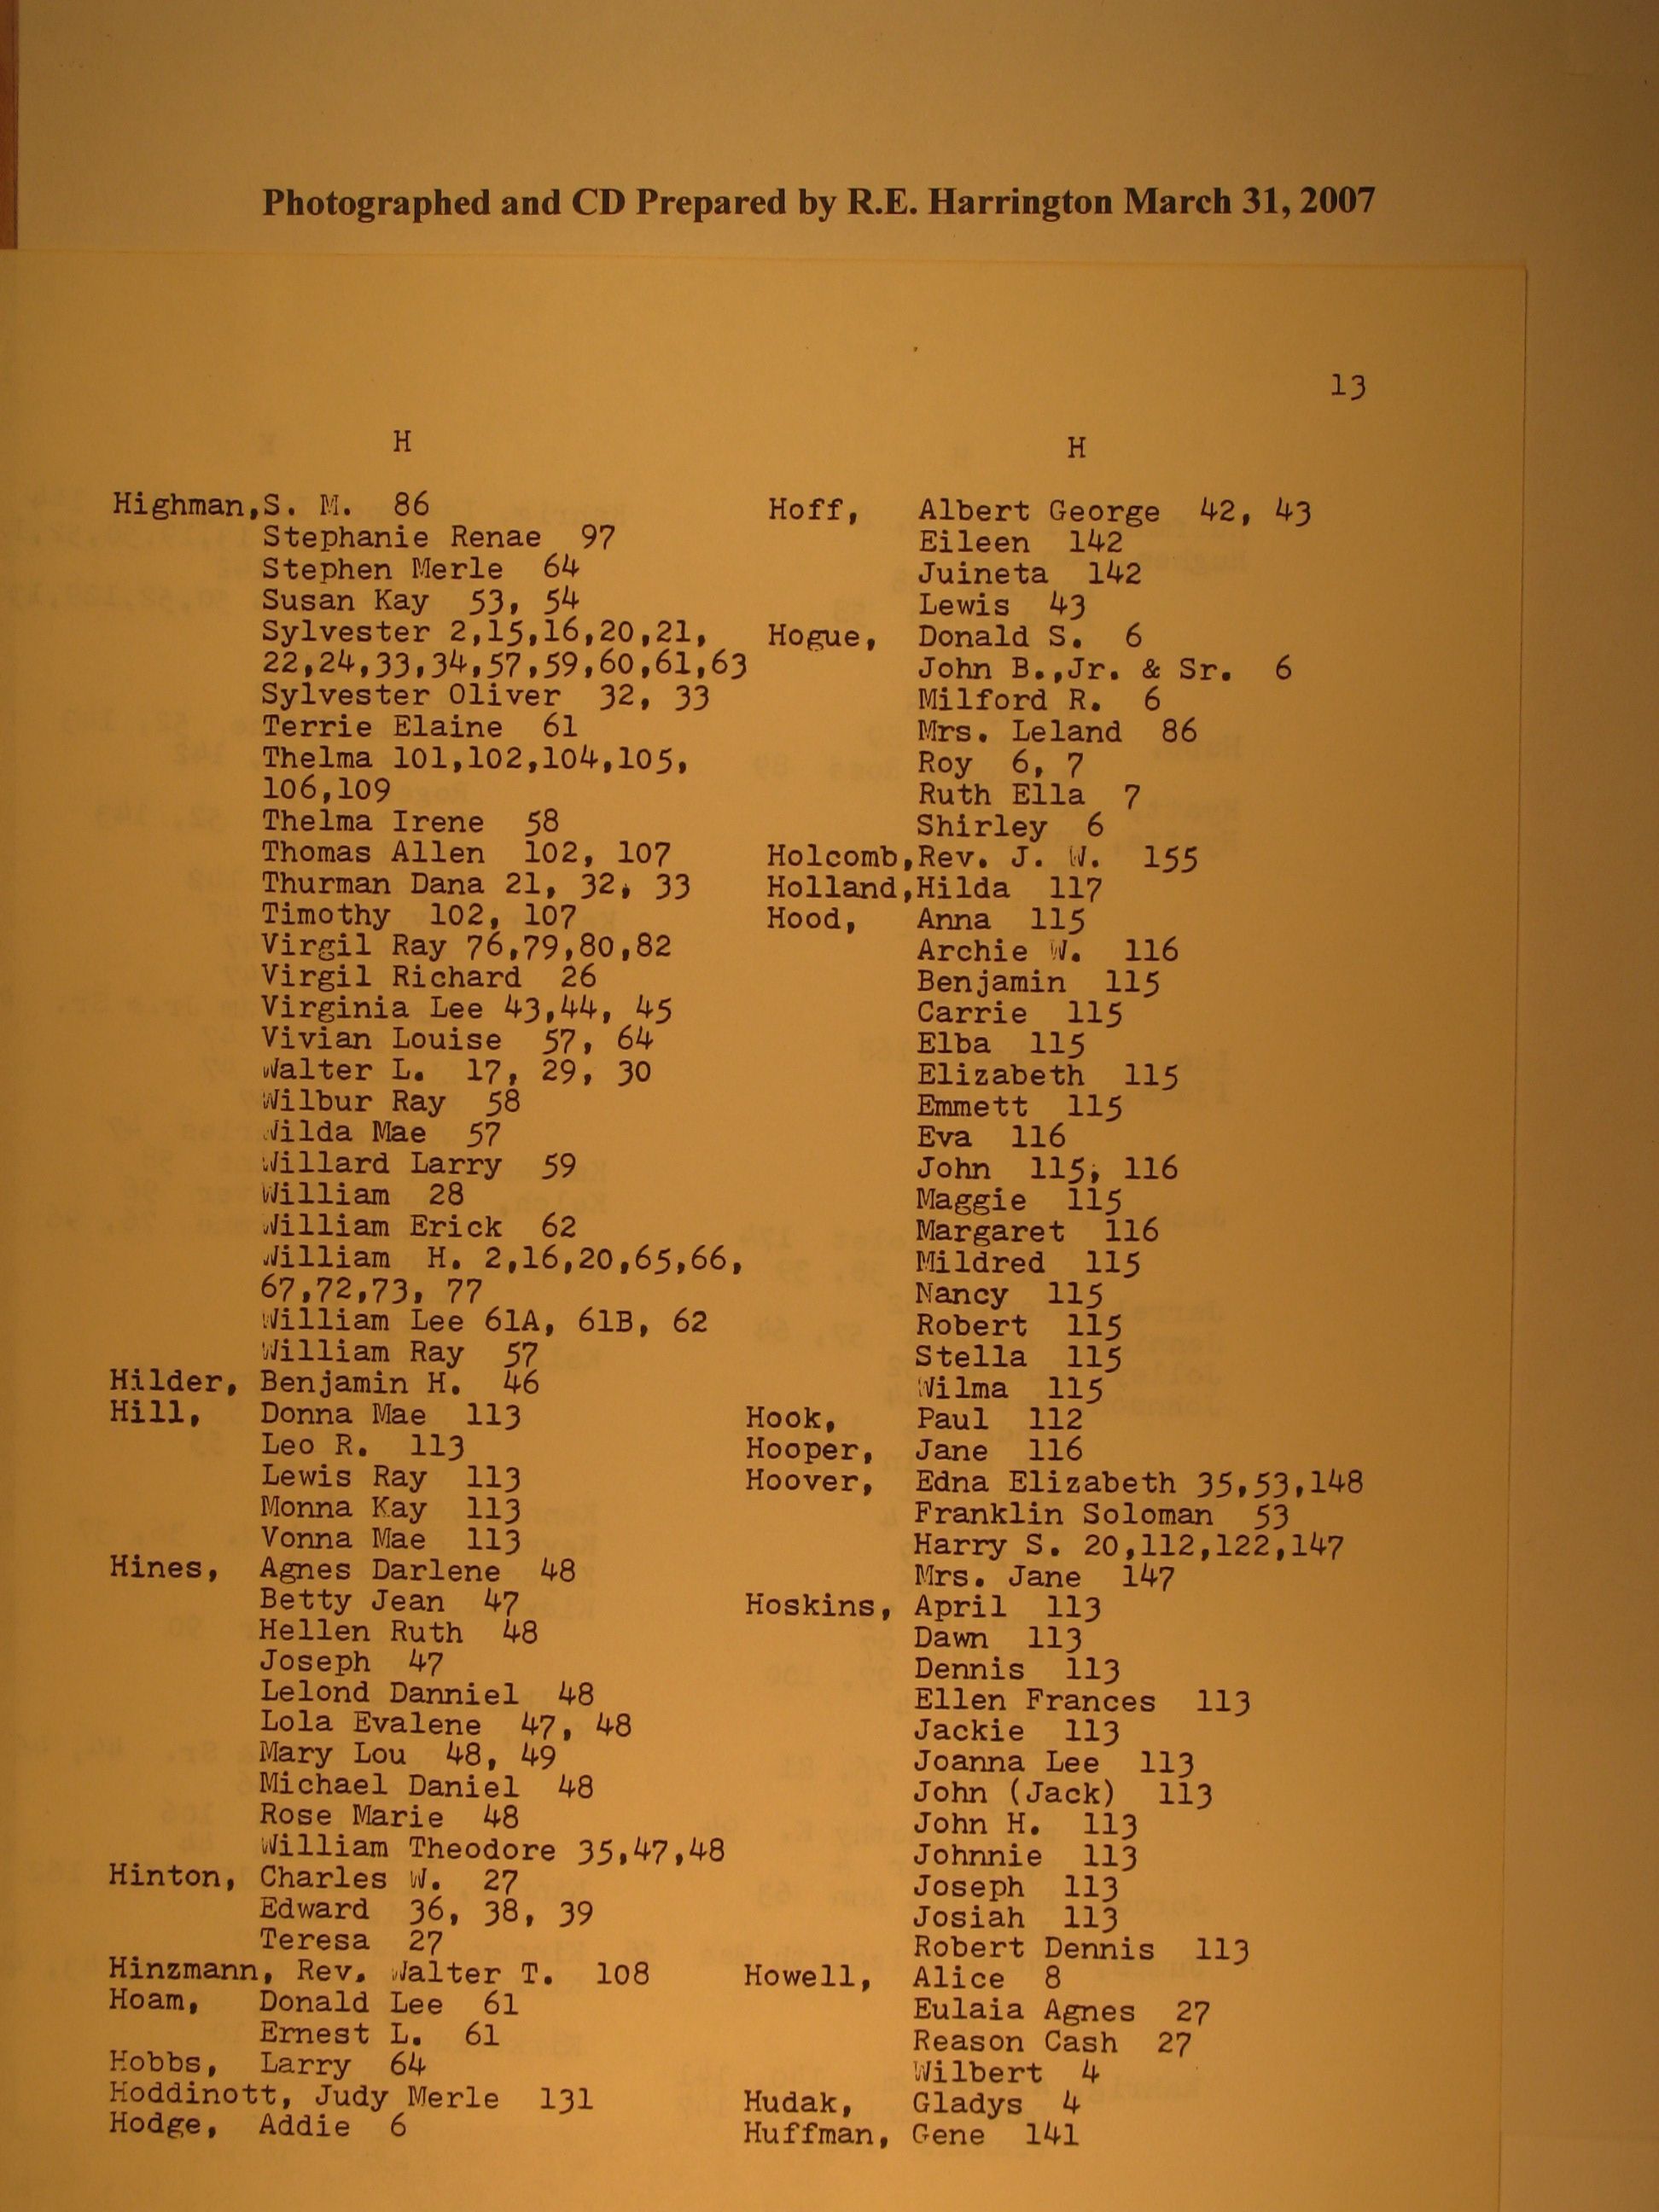 Photographed and CD Prepared by R.E. Harrington March 31, 2007
13
H
Highman,S. M. 86
Stephanie Renae 97
Stephen Merle 64
Susan Kay 53, 54
Sylvester 2,15,16,20,21,
22,24,33,34,57,59,60,61,63
Sylvester Oliver 32, 33
Terrie Elaine 61
Thelma 101,102,104,105,
106,109
Thelma Irene 58
Thomas Allen 102, 107
Thurman Dana 21, 32, 33
Timothy 102, 107
Virgil Ray 76,79,80,82
Virgil Richard 26
Virginia Lee 43,44, 45
Vivian Louise 57, 64
Walter L. 17, 29, 30
Wilbur Ray 58
Wilda Mae 57
Willard Larry 59
William 28
William Erick 62
William H. 2,16,20,65,66,
67,72,73, 77
William Lee 61A, 61B, 62
William Ray 57
Hilder, Benjamin H. 46
Hill, Donna Mae 113
Leo R. 113
Lewis Ray 113
Monna Kay 113
Vonna Mae 113
Hines, Agnes Darlene 48
Betty Jean 47
Hellen Ruth 48
Joseph 47
Lelond Danniel 48
Lola Evalene 47, 48
Mary Lou 48, 49
Michael Daniel 48
Rose Marie 48
William Theodore 35,47,48
Hinton, Charles W. 27
Edward 36, 38, 39
Teresa 27
Hinzmann, Rev. Walter T. 108
Hoam, Donald Lee 61
Ernest L. 61
Hobbs, Larry 64
Hoddinott, Judy Merle 131
Hodge, Addie 6
H
Hoff, Albert George 42, 43
Eileen 142
Juineta 142
Lewis 43
Hogue, Donald S. 6
John B.,Jr. & Sr. 6
Milford R. 6
Mrs. Leland 86
Roy 6, 7
Ruth Ella 7
Shirley 6
Holcomb,Rev. J. W. 155
Holland,Hilda 117
Hood, Anna 115
Archie W. 116
Benjamin 115
Carrie 115
Elba 115
Elizabeth 115
Emmett 115
Eva 116
John 115, 116
Maggie 115
Margaret 116
Mildred 115
Nancy 115
Robert 115
Stella 115
Wilma 115
Hook, Paul 112
Hooper, Jane 116
Hoover, Edna Elizabeth 35,53,148
Franklin Soloman 53
Harry S. 20,112,122,147
Mrs. Jane 147
Hoskins, April 113
Dawn 113
Dennis 113
Ellen Frances 113
Jackie 113
Joanna Lee 113
John (Jack) 113
John H. 113
Johnnie 113
Joseph 113
Josiah 113
Robert Dennis 113
Howell, Alice 8
Eulaia Agnes 27
Reason Cash 27
Wilbert 4
Hudak, Gladys 4
Huffman, Gene 141